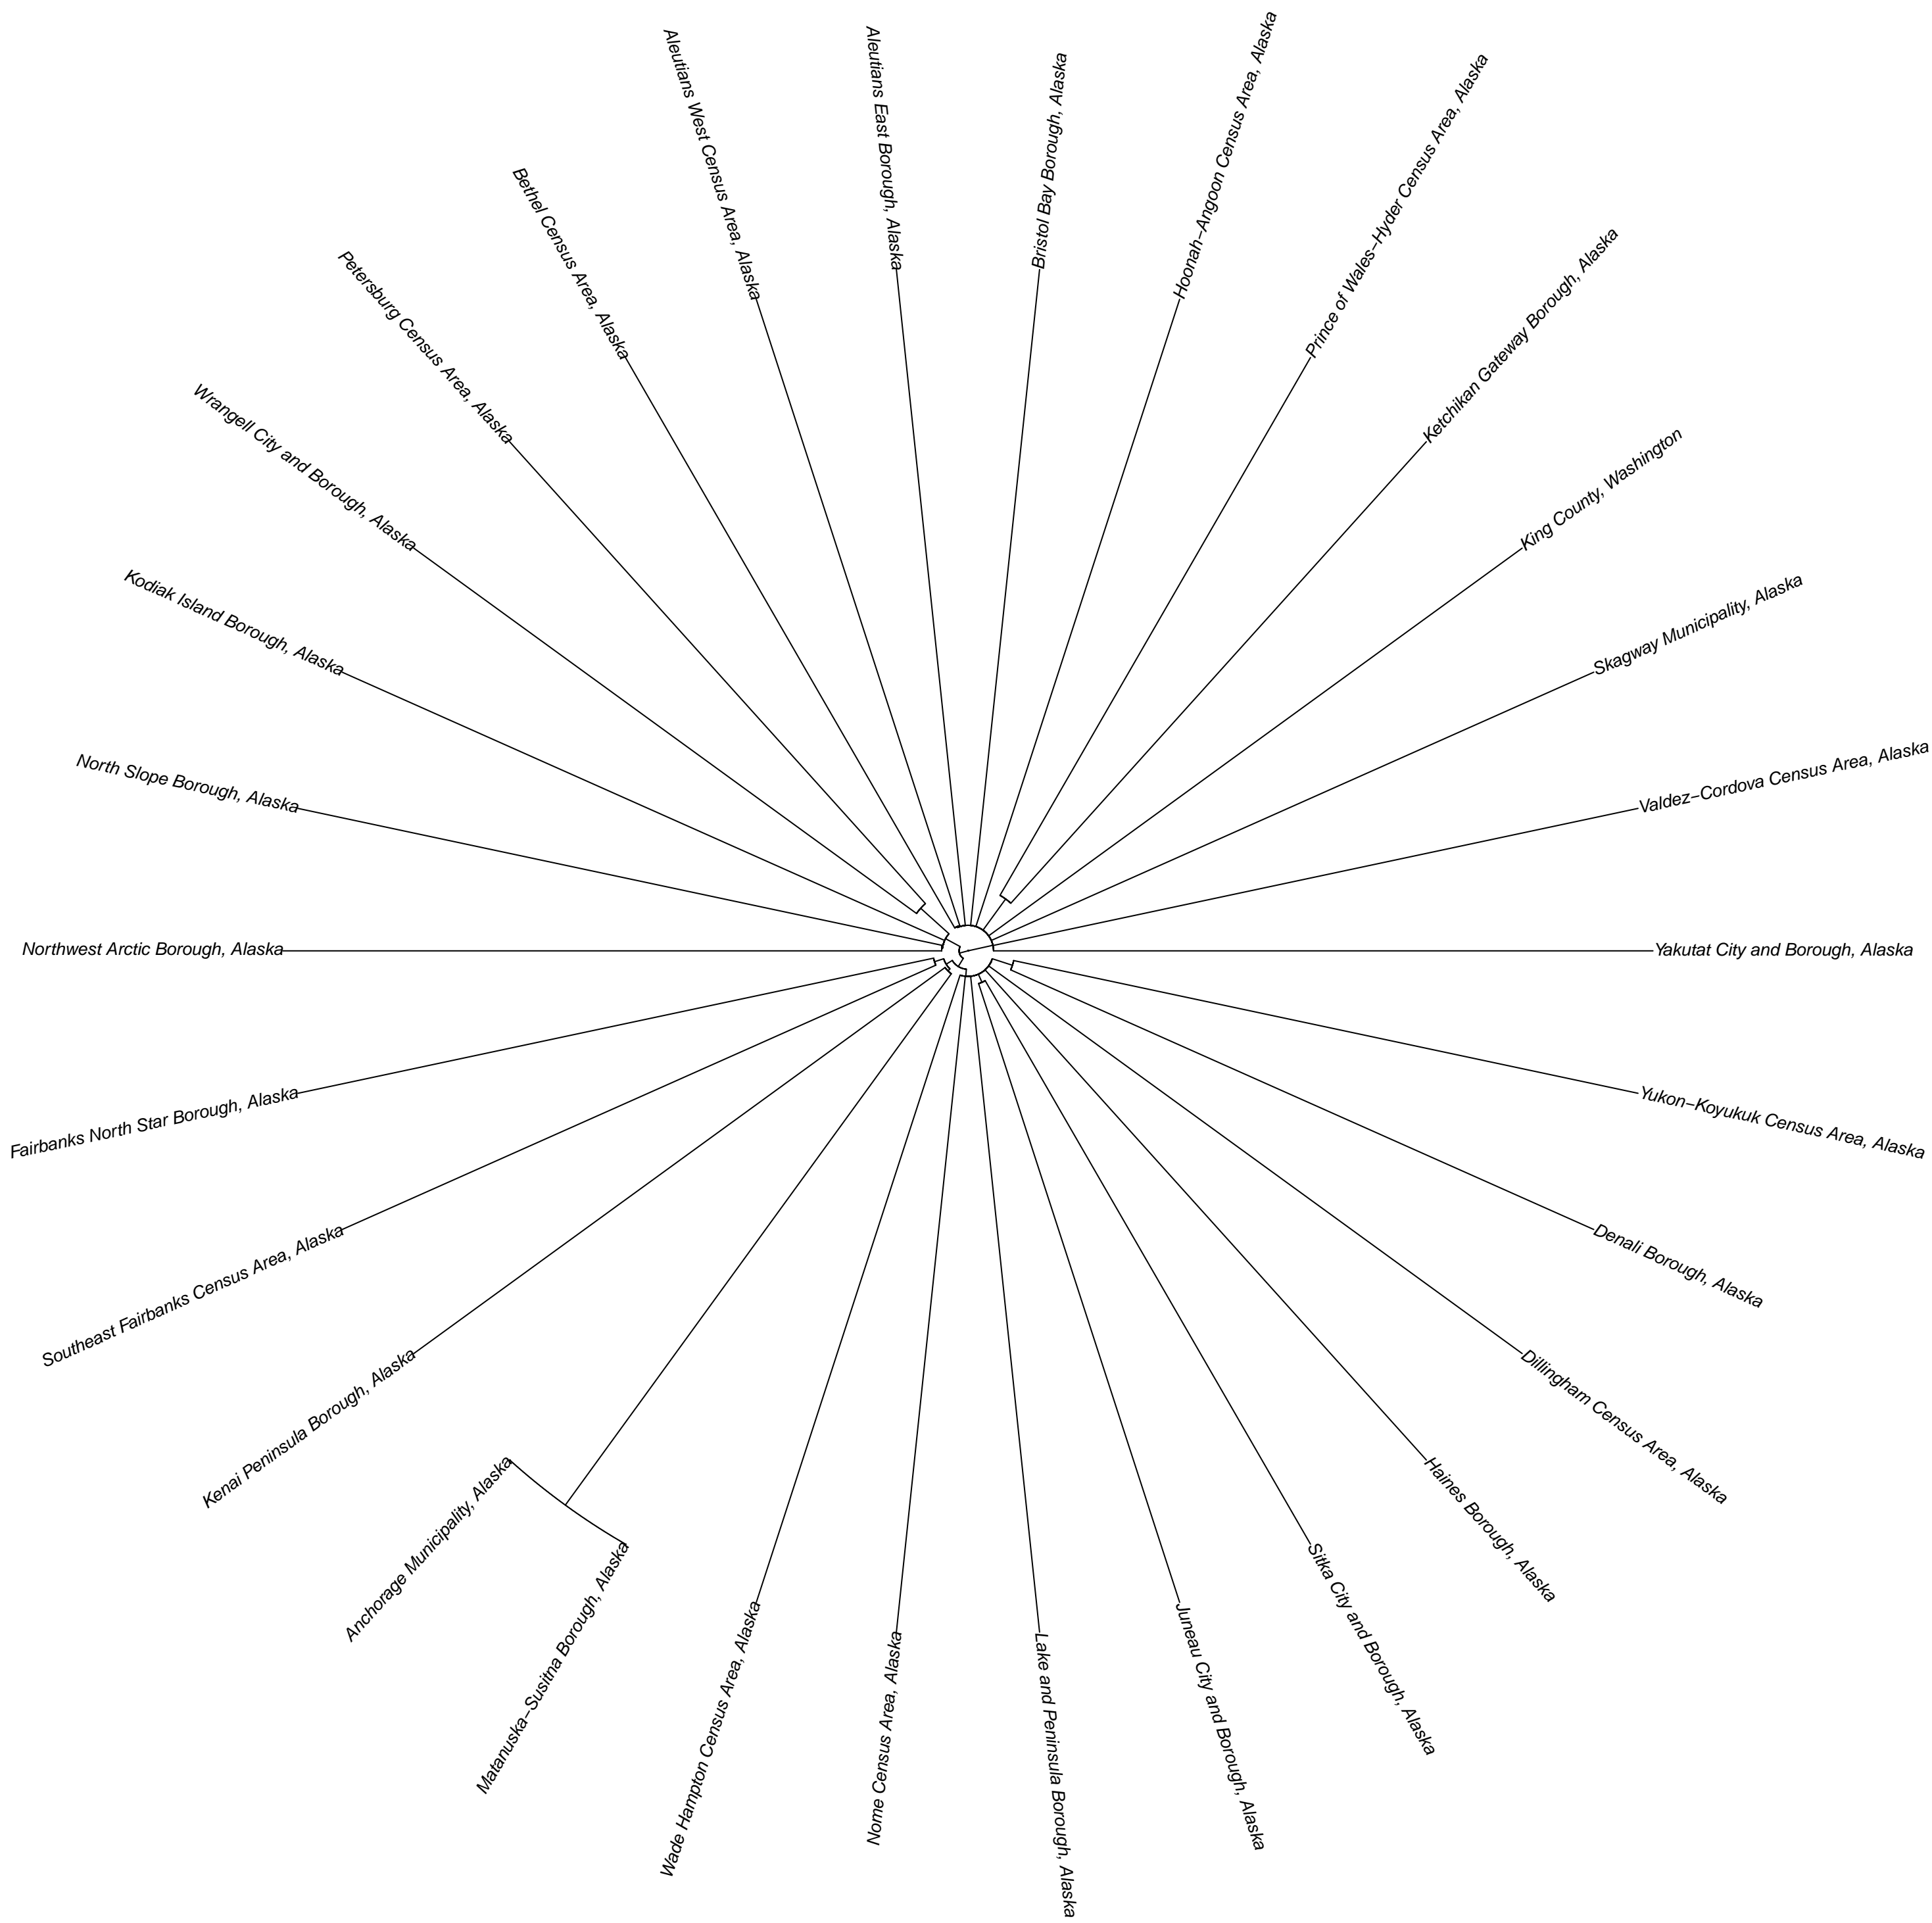 Aleutians East Borough, Alaska
Bristol Bay Borough, Alaska
Hoonah-Angoon Census Area, Alaska
Prince of Wales-Hyder Census Area, Alaska
Ketchikan Gateway Borough, Alaska
King County, Washington
Skagway Municipality, Alaska
Valdez-Cordova Census Area, Alaska
Yakutat City and Borough, Alaska
Yukon-Koyukuk Census Area, Alaska
Denali Borough, Alaska
Dillingham Census Area, Alaska
Haines Borough, Alaska
Sitka City and Borough, Alaska
Juneau City and Borough, Alaska
Lake and Peninsula Borough, Alaska
Nome Census Area, Alaska
Wade Hampton Census Area, Alaska
Matanuska-Susitna Borough, Alaska
Anchorage Municipality, Alaska
Kenai Peninsula Borough, Alaska
Southeast Fairbanks Census Area, Alaska
Fairbanks North Star Borough, Alaska
Northwest Arctic Borough, Alaska
North Slope Borough, Alaska
Kodiak Island Borough, Alaska
Wrangell City and Borough, Alaska
Petersburg Census Area, Alaska
Bethel Census Area, Alaska
Aleutians West Census Area, Alaska